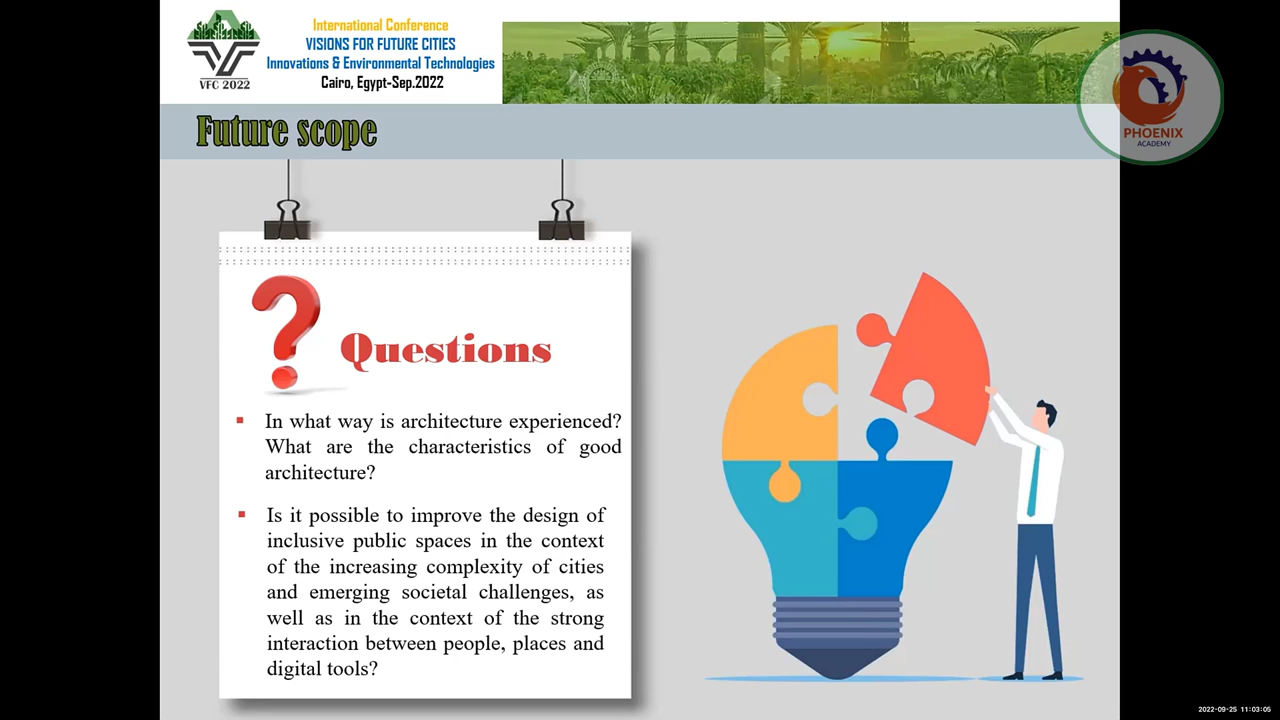 International Conference
VISIONS FOR FUTURE CITIES
Innovations & Environmental Technologies
Cairo, Egypt-Sep.2022
VFC 2022
PHOENIX
ACADEMY
Future scope
?
Questions
In what way is architecture experienced?
What are the characteristics of good
architecture?
Is it possible to improve the design of
inclusive public spaces in the context
of the increasing complexity of cities
and emerging societal challenges, as
well as in the context of the strong
interaction between people, places and
digital tools?
2022-09-25 11:03:05